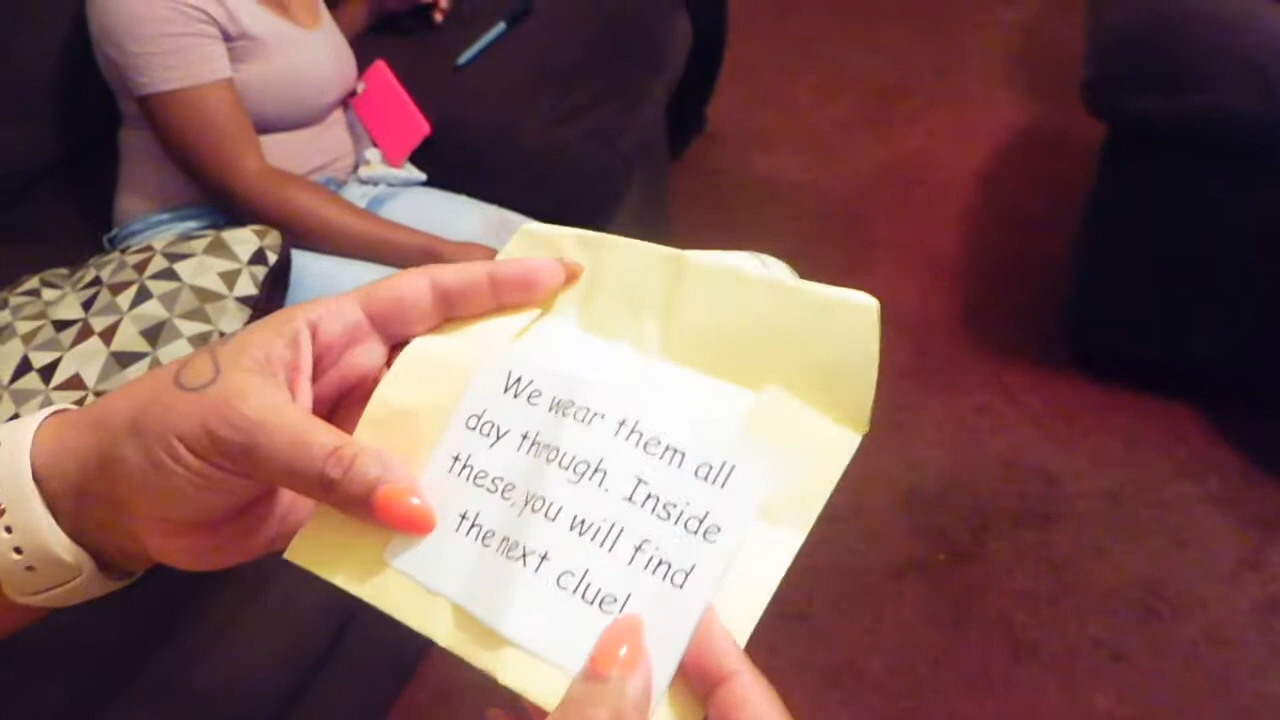 We wear them all
day through. Inside
these,you will find
the next clue!